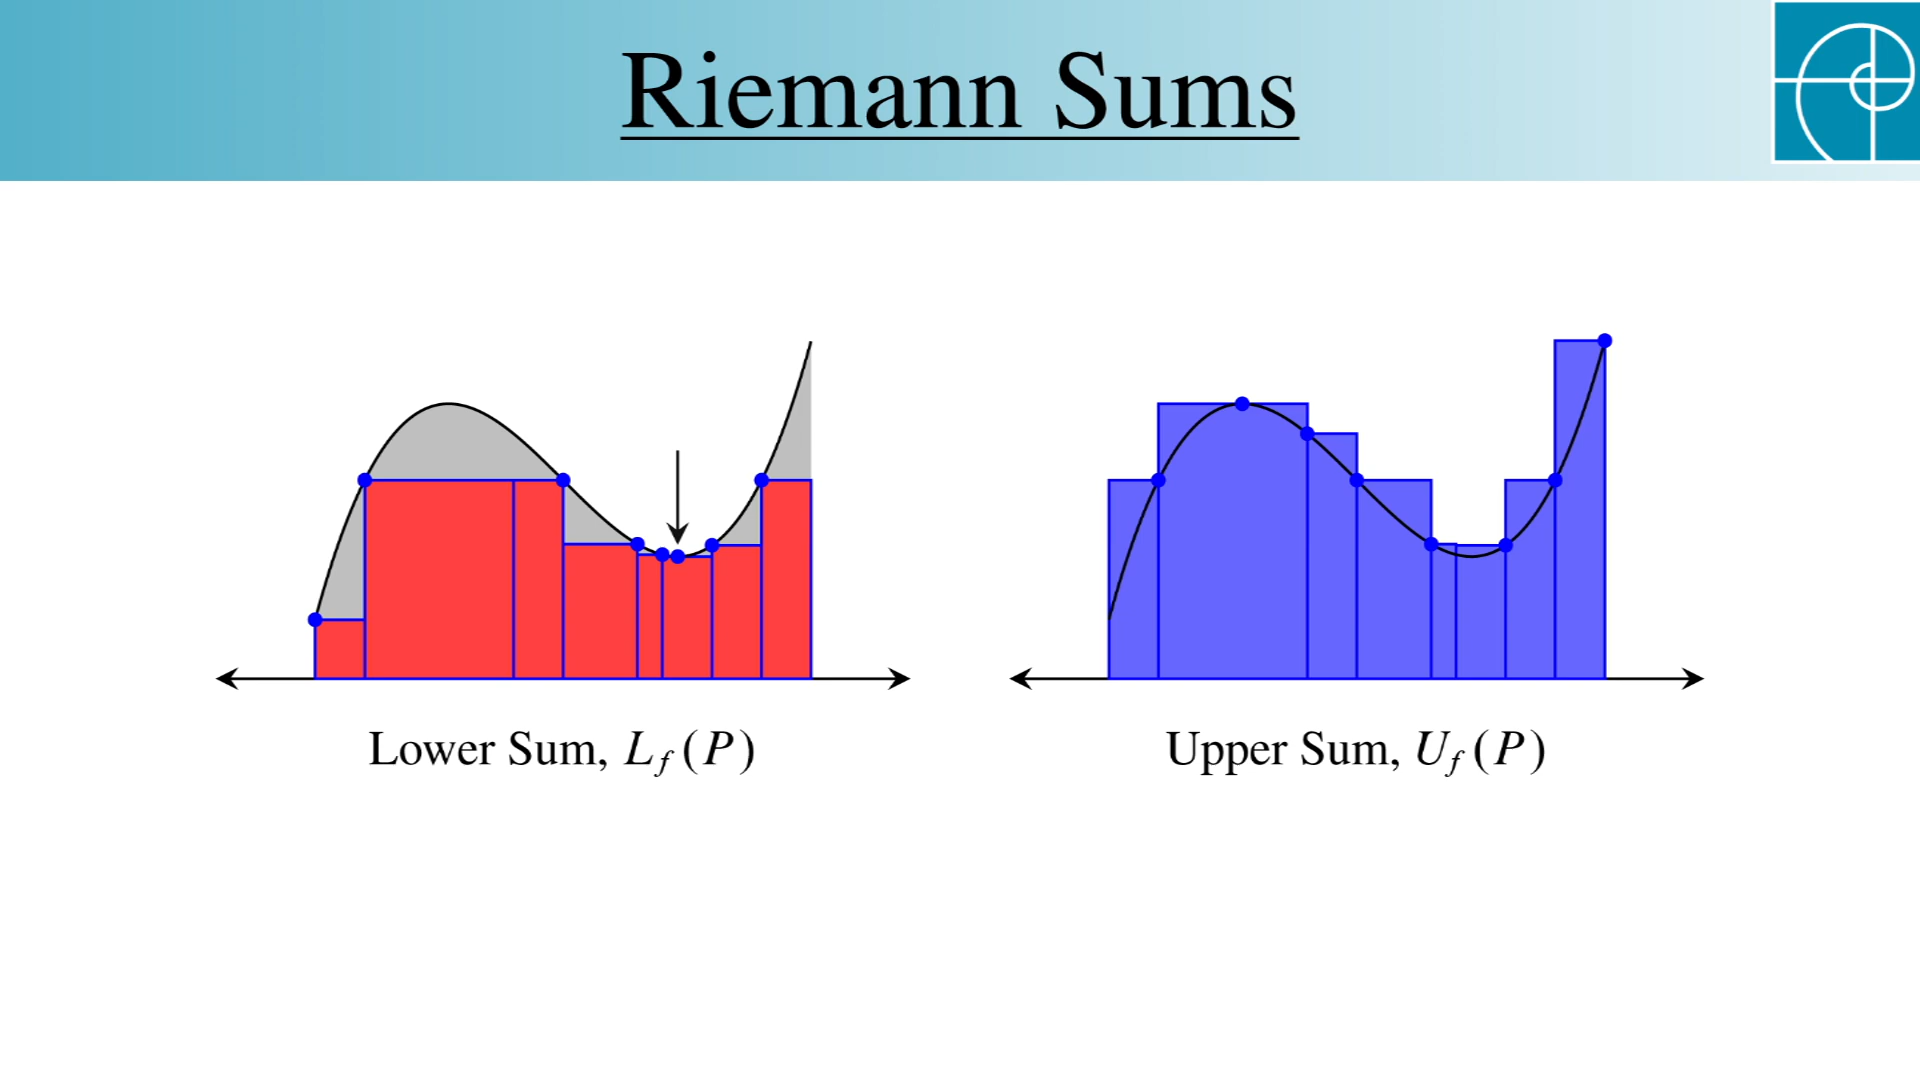 Riemann Sums
Lower Sum, L_f(P)
Upper Sum, U_f(P)